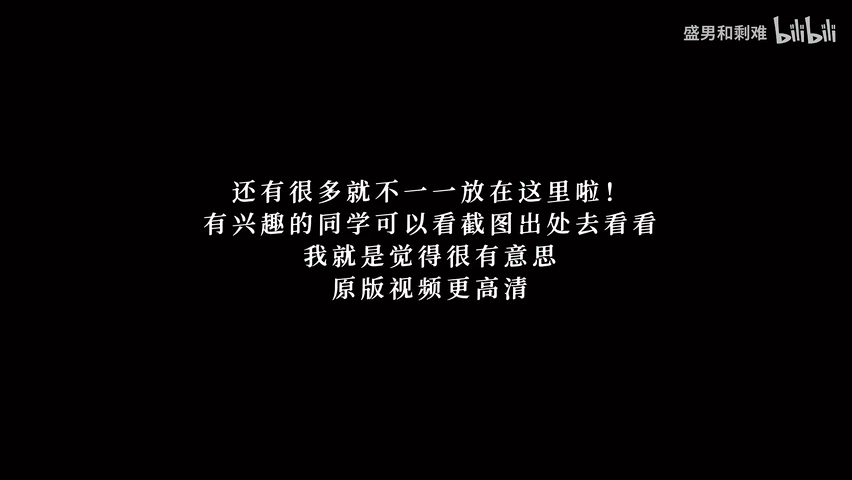 盛男和剩难 bilibili
还有很多就不一一放在这里啦！
有兴趣的同学可以看截图出处去看看
我就是觉得很有意思
原版视频更高清